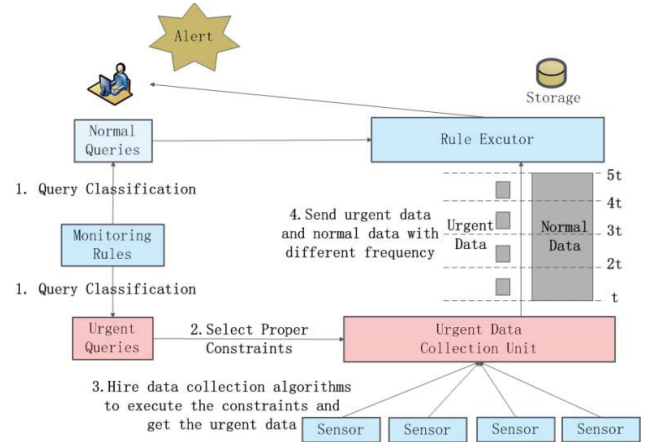 Alert
Storage
Normal
Queries
Rule Excutor
1. Query Classification
5t
4t
3t
2t
t
4.Send urgent data
and normal data with
different frequency
Urgent
Data
Normal
Data
Monitoring
Rules
1. Query Classification
Urgent
Queries
2.Select Proper
Constraints
Urgent Data
Collection Unit
3.Hire data collection algorithms
to execute the constraints and
get the urgent data
Sensor
Sensor
Sensor
Sensor